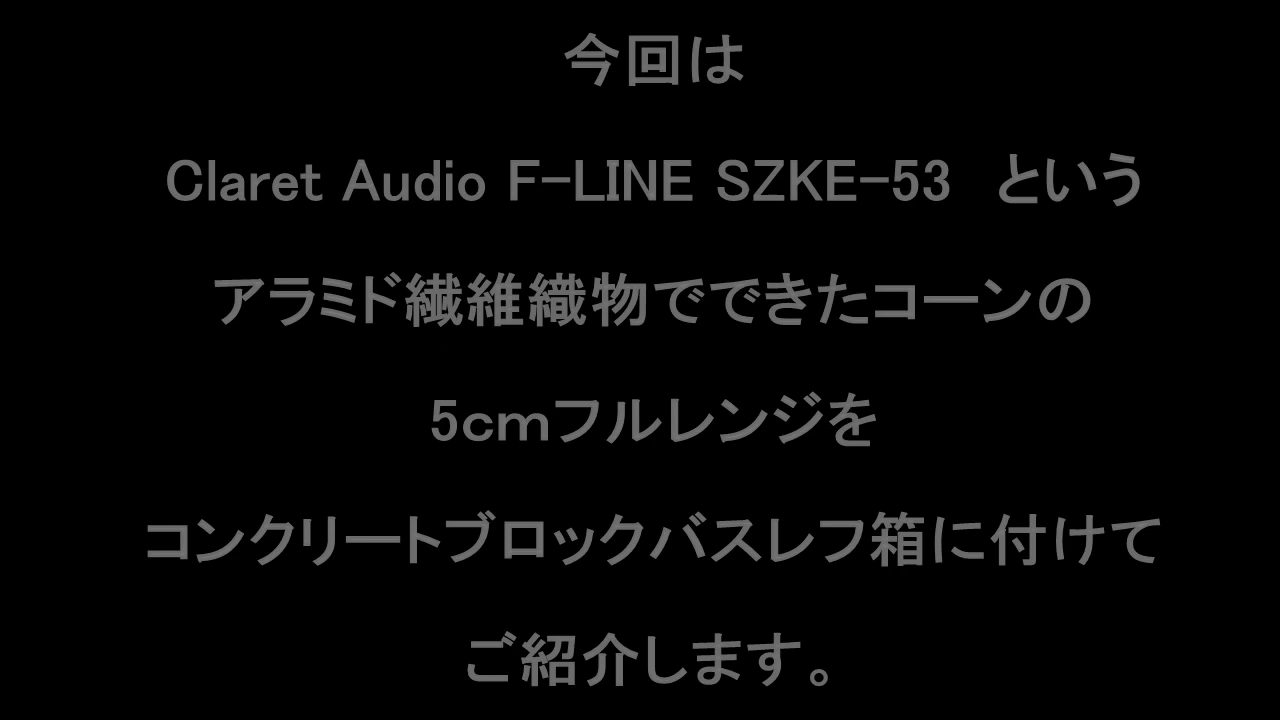 今回は
Claret Audio F-LINE SZKE-53　という
アラミド繊維織物でできたコーンの
5cmフルレンジを
コンクリートブロックバスレフ箱に付けて
ご紹介します。